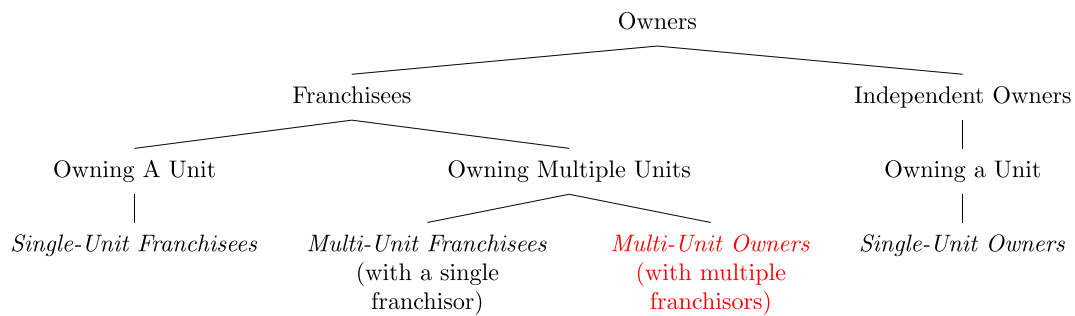 Owners
Franchisees
Independent Owners
Owning A Unit
Owning Multiple Units
Owning a Unit
Single-Unit Franchisees
Multi-Unit Franchisees
(with a single
franchisor)
Multi-Unit Owners
(with multiple
franchisors)
Single-Unit Owners